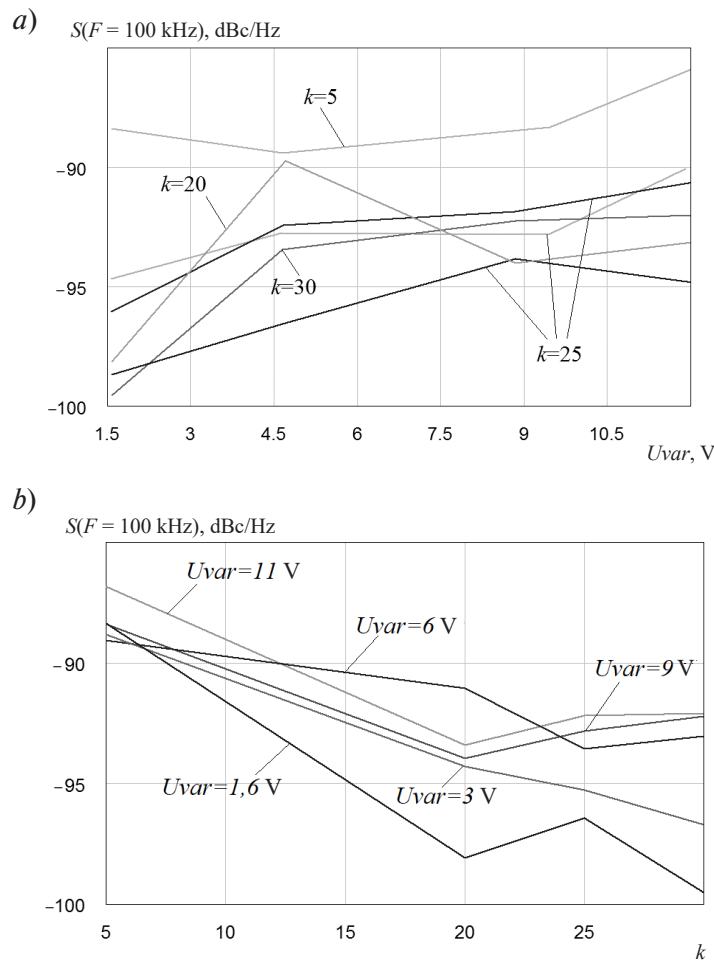 a)
S(F = 100 kHz), dBc/Hz
k=5
−90
k=20
k=30
−95
k=25
−100
1.5 3 4.5 6 7.5 9 10.5
Uvar, V
b)
S(F = 100 kHz), dBc/Hz
Uvar=11 V
Uvar=6 V
−90
Uvar=9 V
Uvar=1,6 V
Uvar=3 V
−95
−100
5 10 15 20 25
k